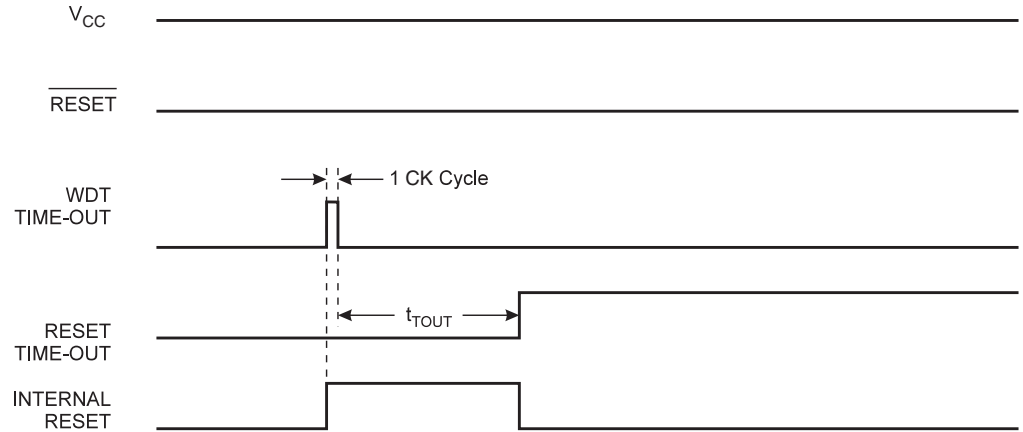 VCC
RESET
1 CK Cycle
WDT
TIME-OUT
tTOUT
RESET
TIME-OUT
INTERNAL
RESET